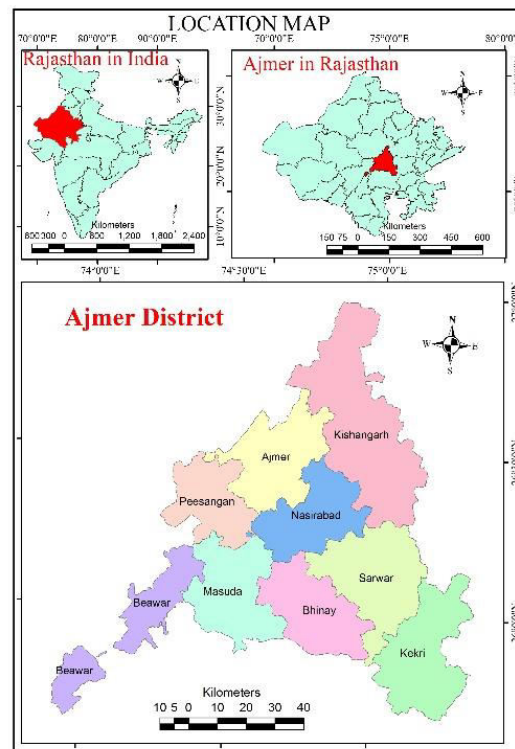 LOCATION MAP
70°0'0"E 80°0'0"E 90°0'0"E
Rajasthan in India
N
W E
S
30°0'0"N
20°0'0"N
10°0'0"N
Kilometers
600 300 0 600 1,200 1,800 2,400
70°0'0"E 75°0'0"E 80°0'0"E
Ajmer in Rajasthan
N
W E
S
Kilometers
150 75 0 150 300 450 600
74°0'0"E 74°30'0"E 75°0'0"E
Ajmer District
N
W E
S
Kishangarh
Ajmer
Peesangan
Nasirabad
Sarwar
Masuda
Beawar
Bhinay
Kekri
Beawar
Kilometers
10 5 0 10 20 30 40